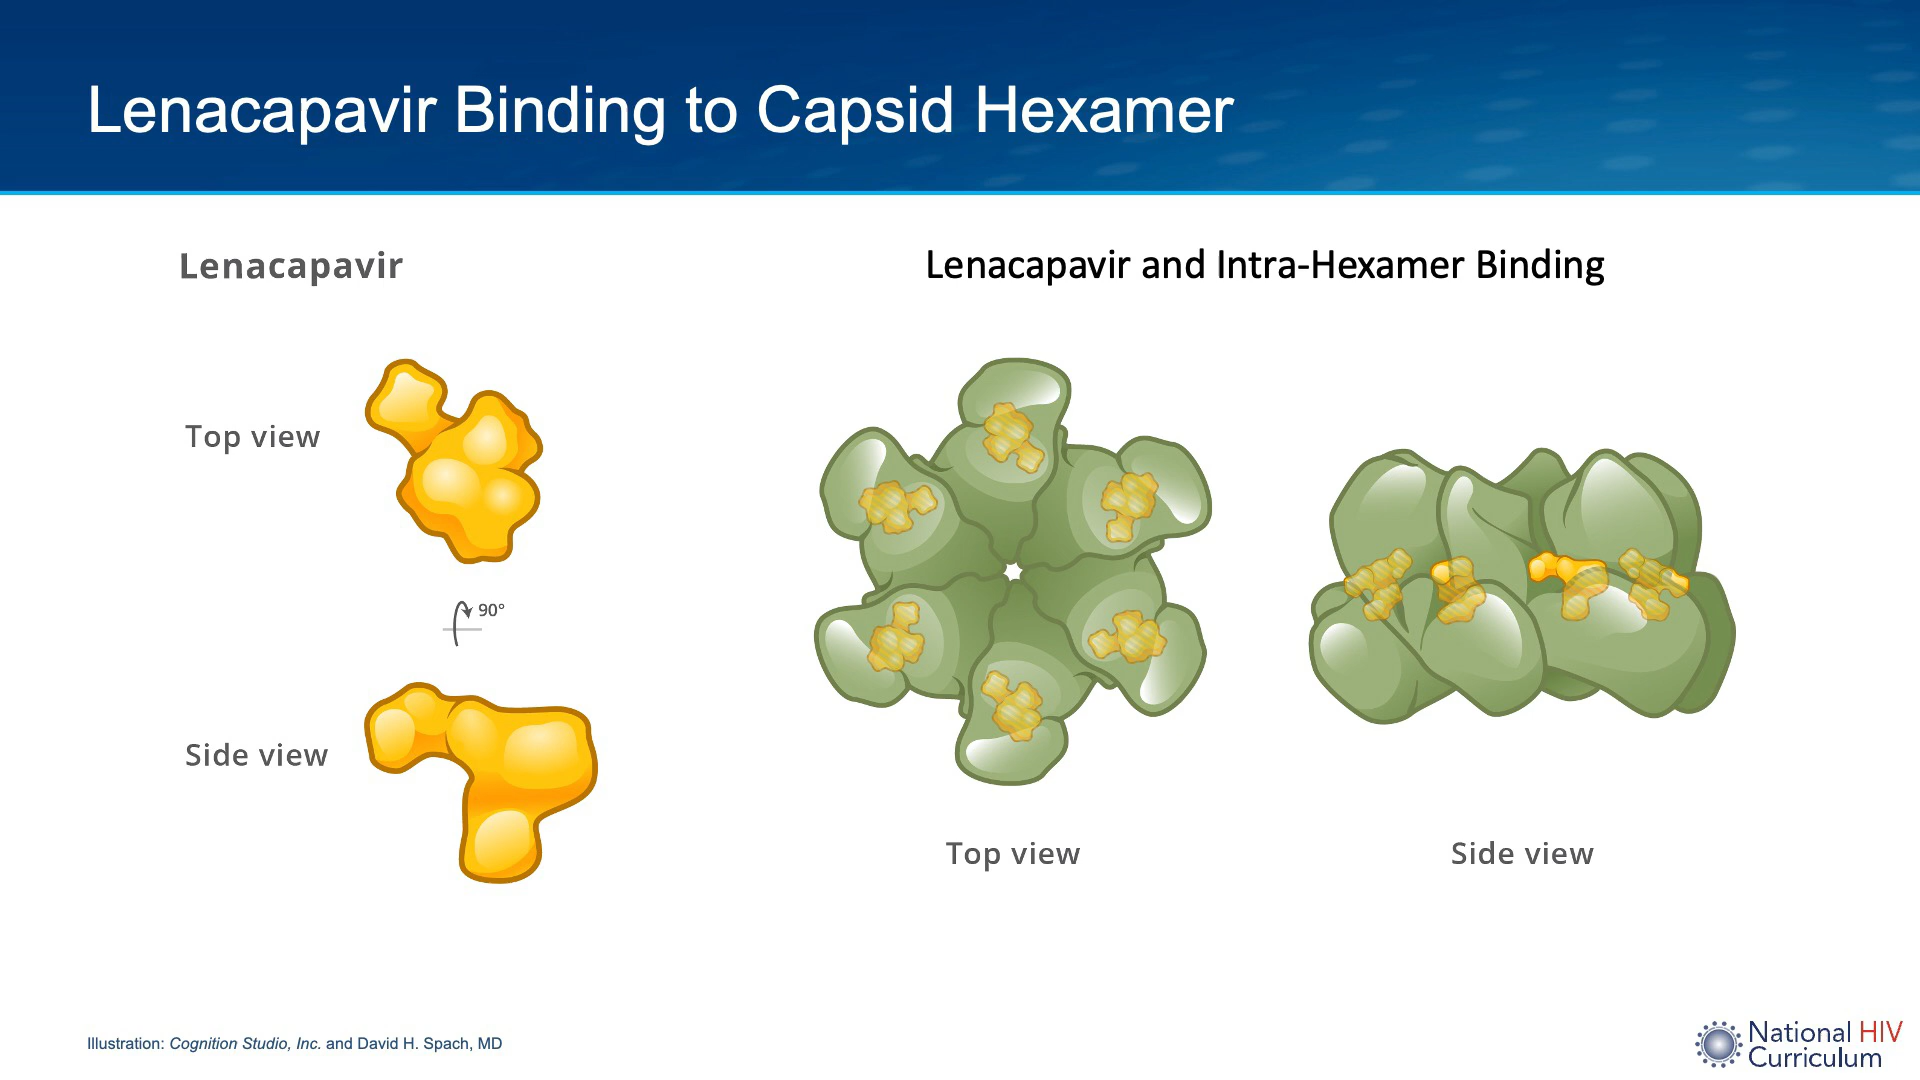 Lenacapavir Binding to Capsid Hexamer
Lenacapavir
Lenacapavir and Intra-Hexamer Binding
Top view
90°
Side view
Top view
Side view
Illustration: Cognition Studio, Inc. and David H. Spach, MD
National HIV
Curriculum